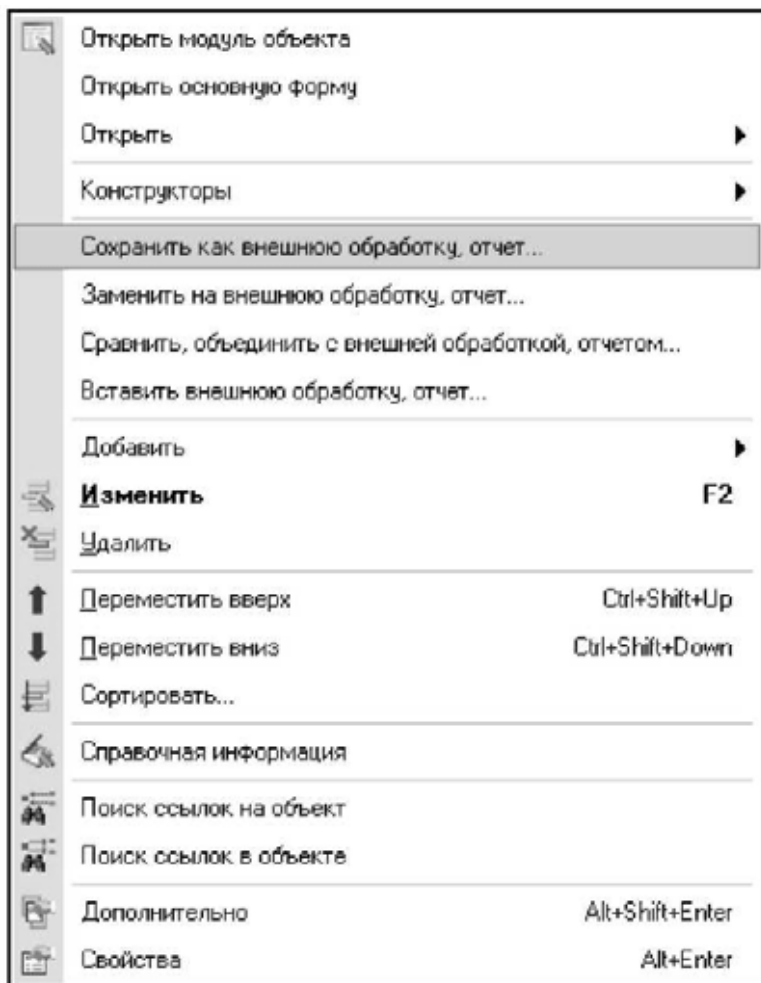 Открыть модуль объекта
Открыть основную форму
Открыть
Конструкторы
Сохранить как внешнюю обработку, отчет...
Заменить на внешнюю обработку, отчет...
Сравнить, объединить с внешней обработкой, отчетом...
Вставить внешнюю обработку, отчет...
Добавить
Изменить F2
Удалить
Переместить вверх Ctrl+Shift+Up
Переместить вниз Ctrl+Shift+Down
Сортировать...
Справочная информация
Поиск ссылок на объект
Поиск ссылок в объекте
Дополнительно Alt+Shift+Enter
Свойства Alt+Enter